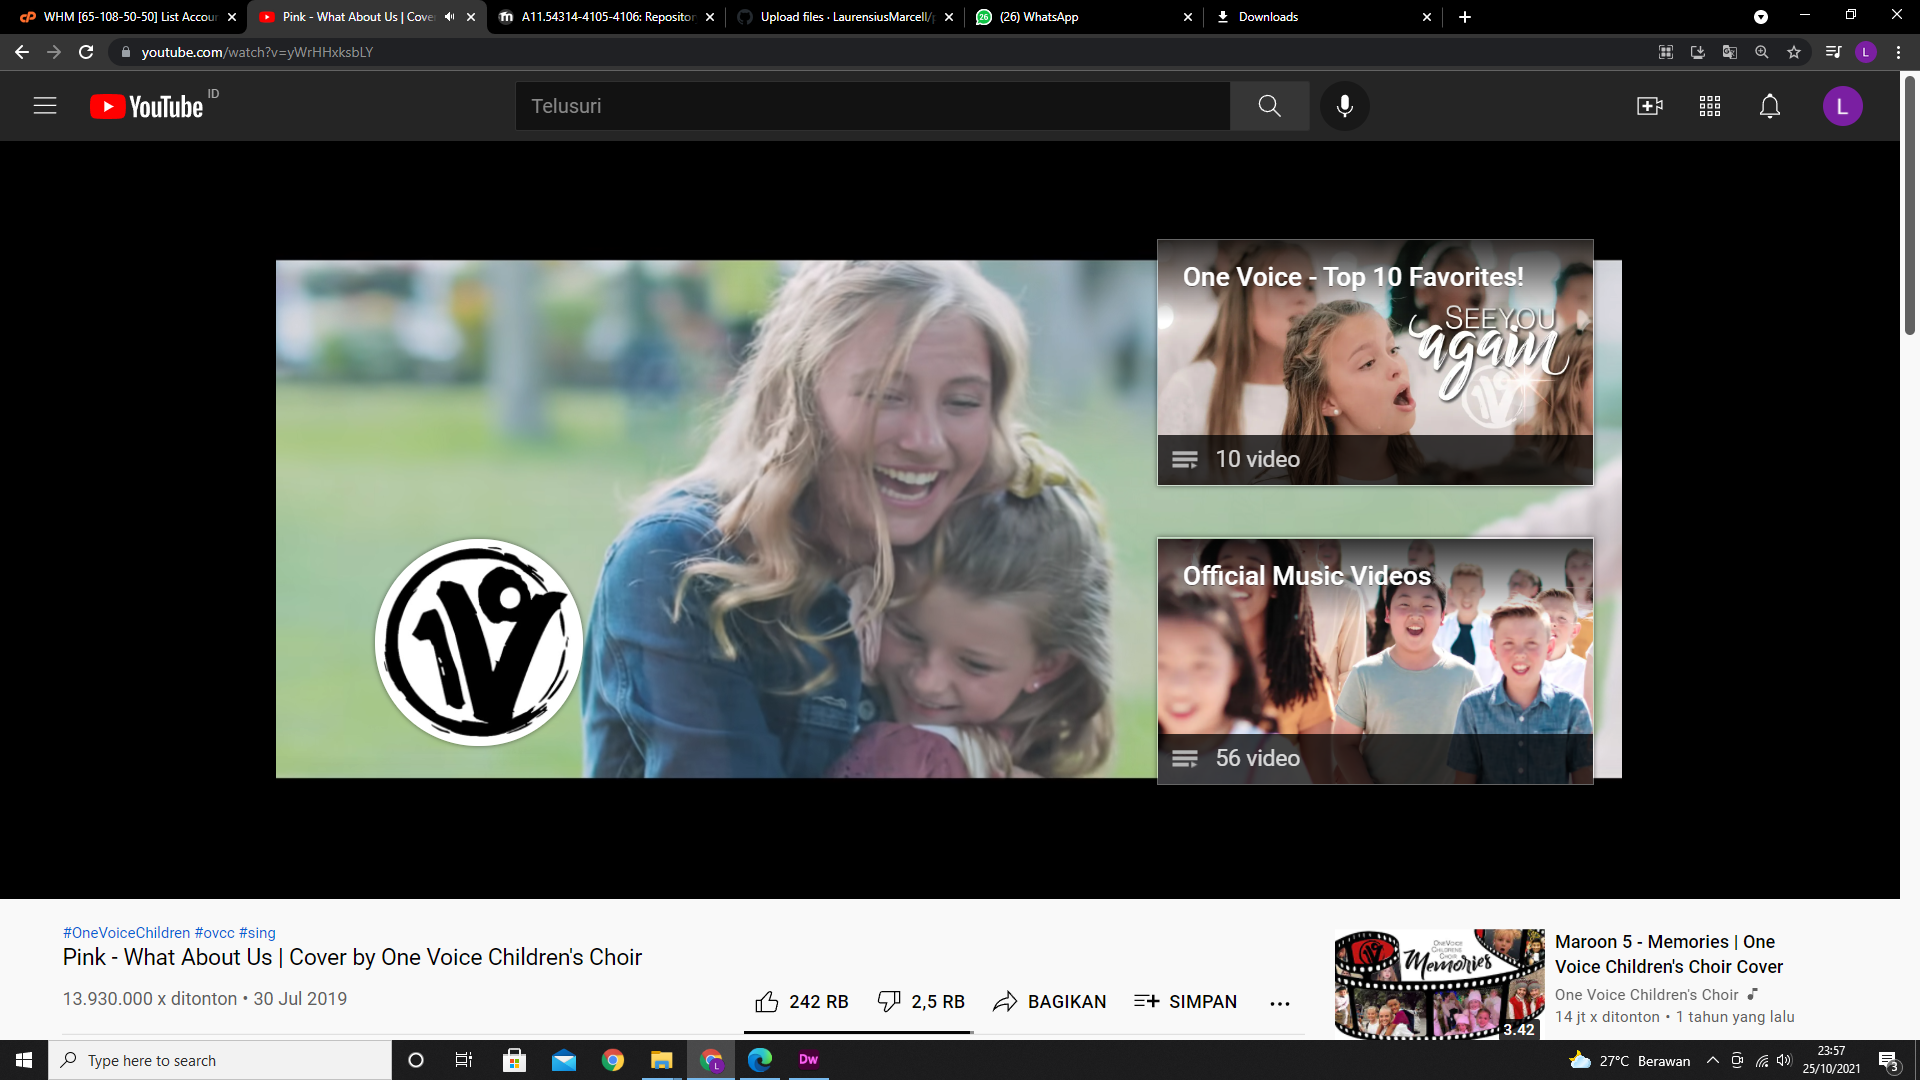 WHM [65-108-50-50] List Accour
Pink - What About Us | Cove
A11.54314-4105-4106: Repositor
Upload files · LaurensiusMarcell/p
(26) WhatsApp
Downloads
youtube.com/watch?v=yWrHHxksbLY
L
YouTube ID
Telusuri
L
One Voice - Top 10 Favorites!
SEE YOU
again
10 video
Official Music Videos
56 video
#OneVoiceChildren #ovcc #sing
Pink - What About Us | Cover by One Voice Children's Choir
13.930.000 x ditonton • 30 Jul 2019
242 RB
2,5 RB
BAGIKAN
SIMPAN
Memories
3.42
Maroon 5 - Memories | One
Voice Children's Choir Cover
One Voice Children's Choir
14 jt x ditonton • 1 tahun yang lalu
Type here to search
Dw
27°C Berawan
23:57
25/10/2021
3